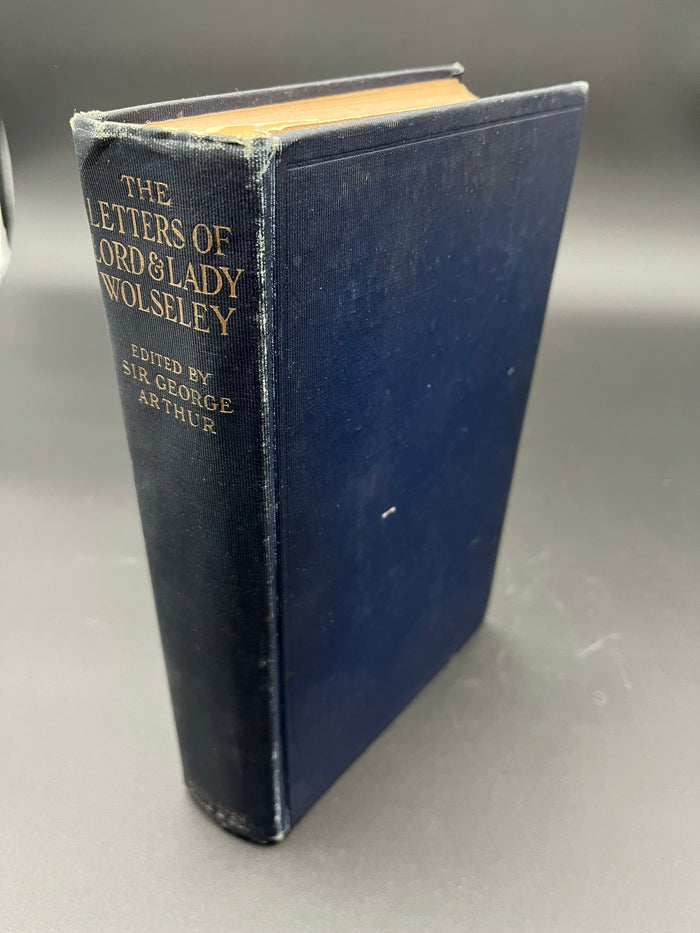 THE
LETTERS OF
LORD & LADY
WOLSELEY
EDITED BY
SIR GEORGE
ARTHUR